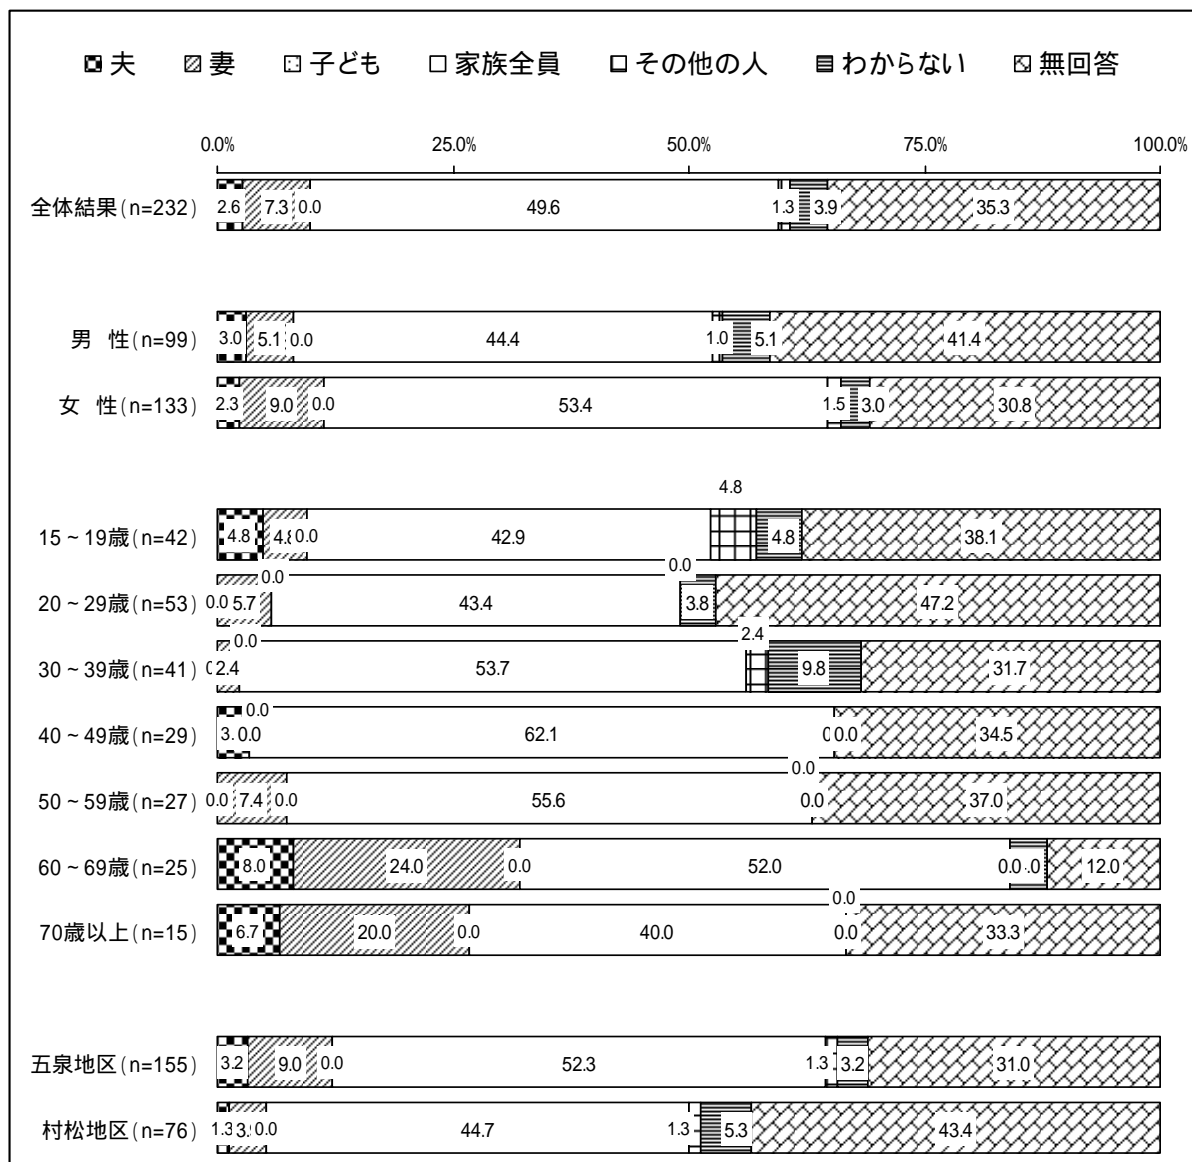 夫 妻 子ども 家族全員 その他の人 わからない 無回答
0.0% 25.0% 50.0% 75.0% 100.0%
全体結果(n=232) 2.6 7.3 0.0 49.6 1.3 3.9 35.3
男 性(n=99) 3.0 5.1 0.0 44.4 1.0 5.1 41.4
女 性(n=133) 2.3 9.0 0.0 53.4 1.5 3.0 30.8
4.8
15~19歳(n=42) 4.8 4.8 0.0 42.9 4.8 38.1
0.0 0.0
20~29歳(n=53) 0.0 5.7 43.4 3.8 47.2
0.0 2.4
30~39歳(n=41) 2.4 53.7 9.8 31.7
0.0
40~49歳(n=29) 3. 0.0 62.1 0.0 34.5
0.0
50~59歳(n=27) 0.0 7.4 0.0 55.6 0.0 37.0
60~69歳(n=25) 8.0 24.0 0.0 52.0 0.0 .0 12.0
0.0
70歳以上(n=15) 6.7 20.0 0.0 40.0 0.0 33.3
五泉地区(n=155) 3.2 9.0 0.0 52.3 1.3 3.2 31.0
村松地区(n=76) 1.3 3. 0.0 44.7 1.3 5.3 43.4